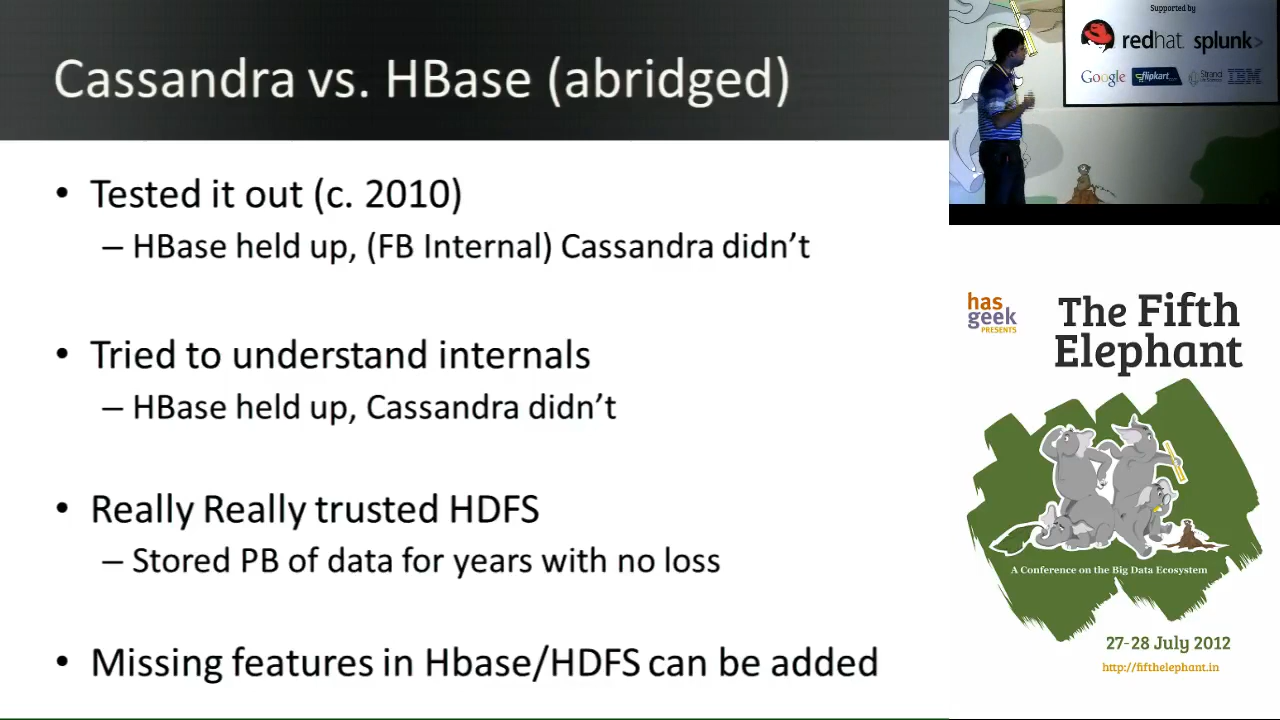 Cassandra vs. HBase (abridged)
• Tested it out (c. 2010)
– HBase held up, (FB Internal) Cassandra didn’t
• Tried to understand internals
– HBase held up, Cassandra didn’t
• Really Really trusted HDFS
– Stored PB of data for years with no loss
• Missing features in Hbase/HDFS can be added
Supported by
redhat. splunk>
Google flipkart Strand IBM
has
geek
PRESENTS
The Fifth
Elephant
A Conference on the Big Data Ecosystem
27-28 July 2012
http://fifthelephant.in